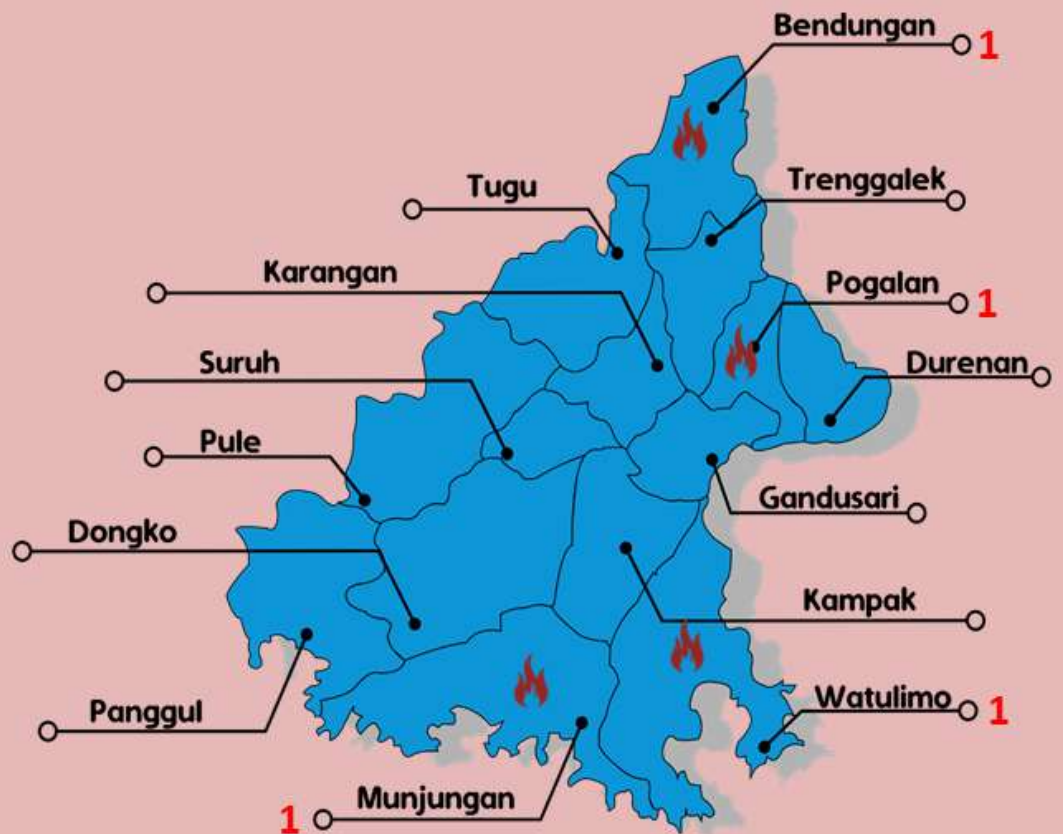 Bendungan 1
Tugu
Trenggalek
Karangan
Pogalan 1
Suruh
Durenan
Pule
Gandusari
Dongko
Kampak
Panggul
Watulimo 1
1 Munjungan